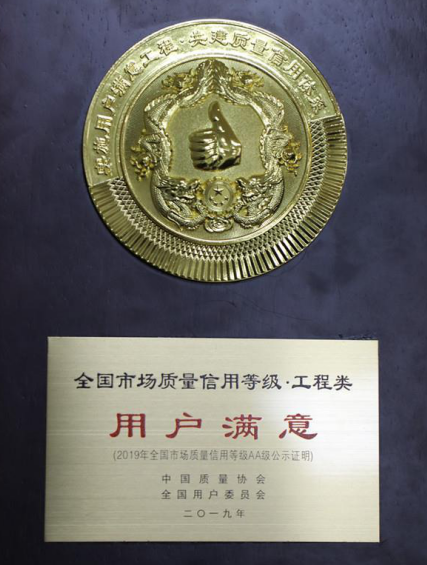 实施用户满意工程·共建质量信用体系
全国市场质量信用等级·工程类
用户满意
(2019年全国市场质量信用等级AA级公示证明)
中国质量协会
全国用户委员会
二〇一九年